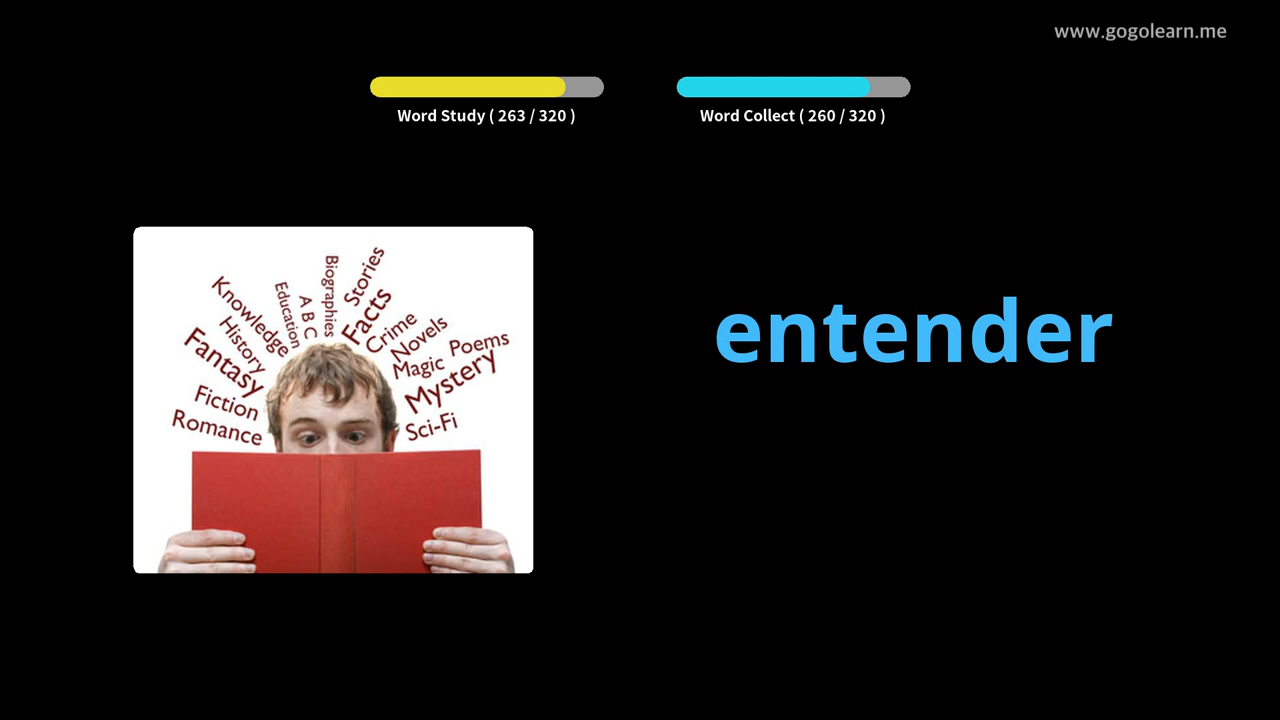 www.gogolearn.me
Word Study ( 263 / 320 )
Word Collect ( 260 / 320 )
entender
Romance
Fiction
Fantasy
History
Knowledge
Education
A B C
Biographies
Stories
Facts
Crime
Novels
Magic
Poems
Mystery
Sci-Fi